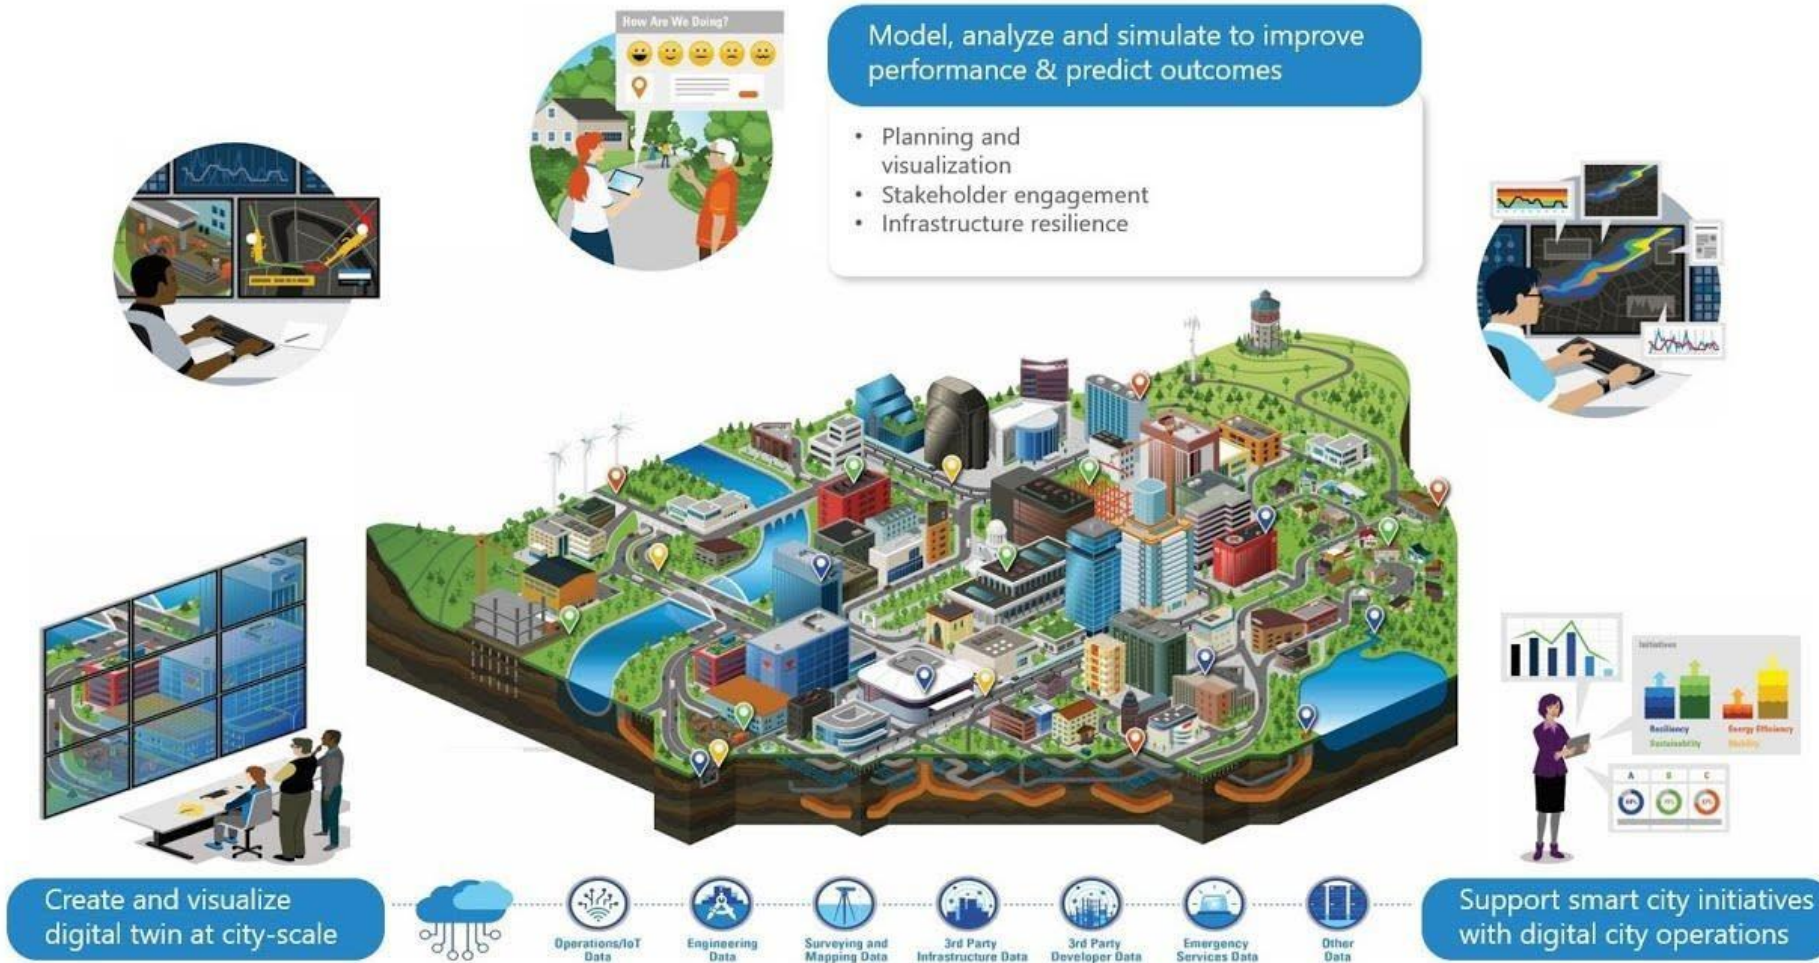 How Are We Doing?
Model, analyze and simulate to improve
performance & predict outcomes
• Planning and
visualization
• Stakeholder engagement
• Infrastructure resilience
Initiatives
Resiliency
Energy Efficiency
Sustainability
Mobility
A B C
Create and visualize
digital twin at city-scale
Operations/IoT
Data
Engineering
Data
Surveying and
Mapping Data
3rd Party
Infrastructure Data
3rd Party
Developer Data
Emergency
Services Data
Other
Data
Support smart city initiatives
with digital city operations